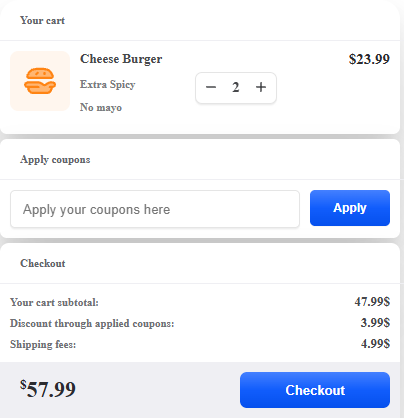 Your cart
Cheese Burger $23.99
Extra Spicy
− 2 +
No mayo
Apply coupons
Apply your coupons here Apply
Checkout
Your cart subtotal: 47.99$
Discount through applied coupons: 3.99$
Shipping fees: 4.99$
$57.99 Checkout